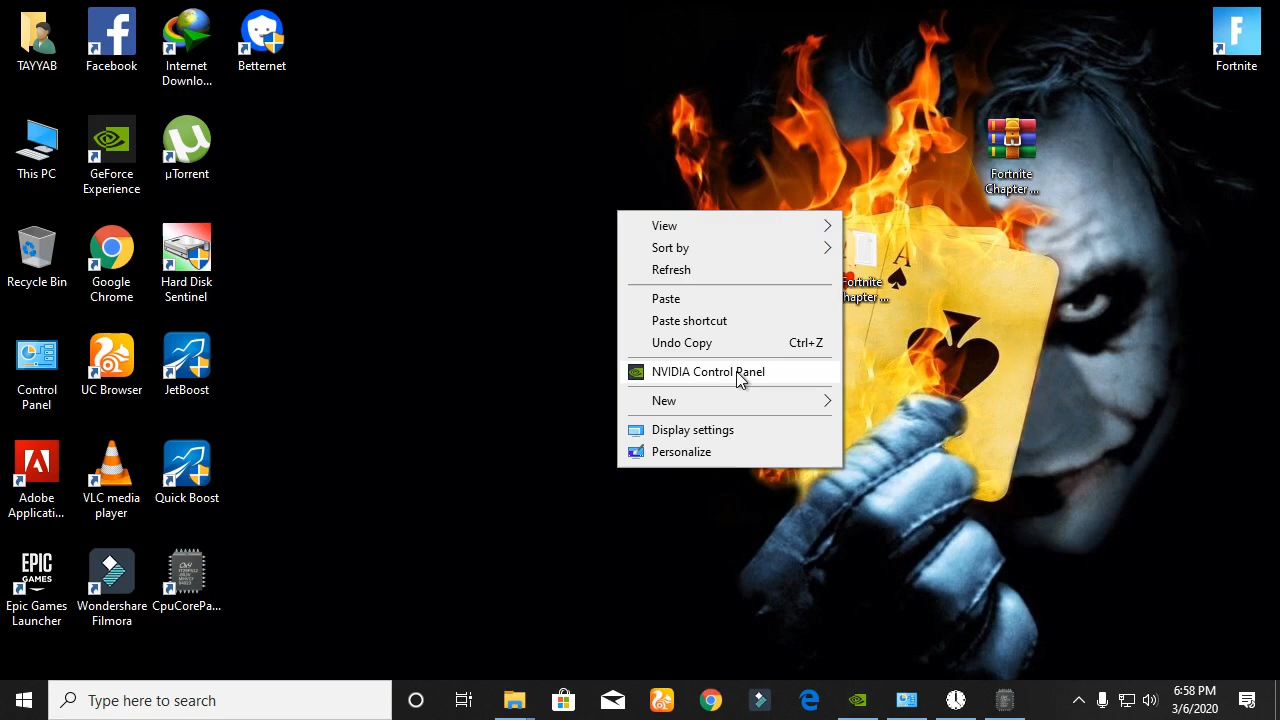 TAYYAB
Facebook
Internet
Downlo...
Betternet
Fortnite
This PC
GeForce
Experience
µTorrent
Fortnite
Chapter ...
Recycle Bin
Google
Chrome
Hard Disk
Sentinel
Fortnite
hapter ...
Control
Panel
UC Browser
JetBoost
Adobe
Applicati...
VLC media
player
Quick Boost
EPIC
GAMES
Epic Games
Launcher
Wondershare
Filmora
CpuCorePa...
View
Sort by
Refresh
Paste
Paste shortcut
Undo Copy Ctrl+Z
NVIDIA Control Panel
New
Display settings
Personalize
A
Type here to search
6:58 PM
3/6/2020